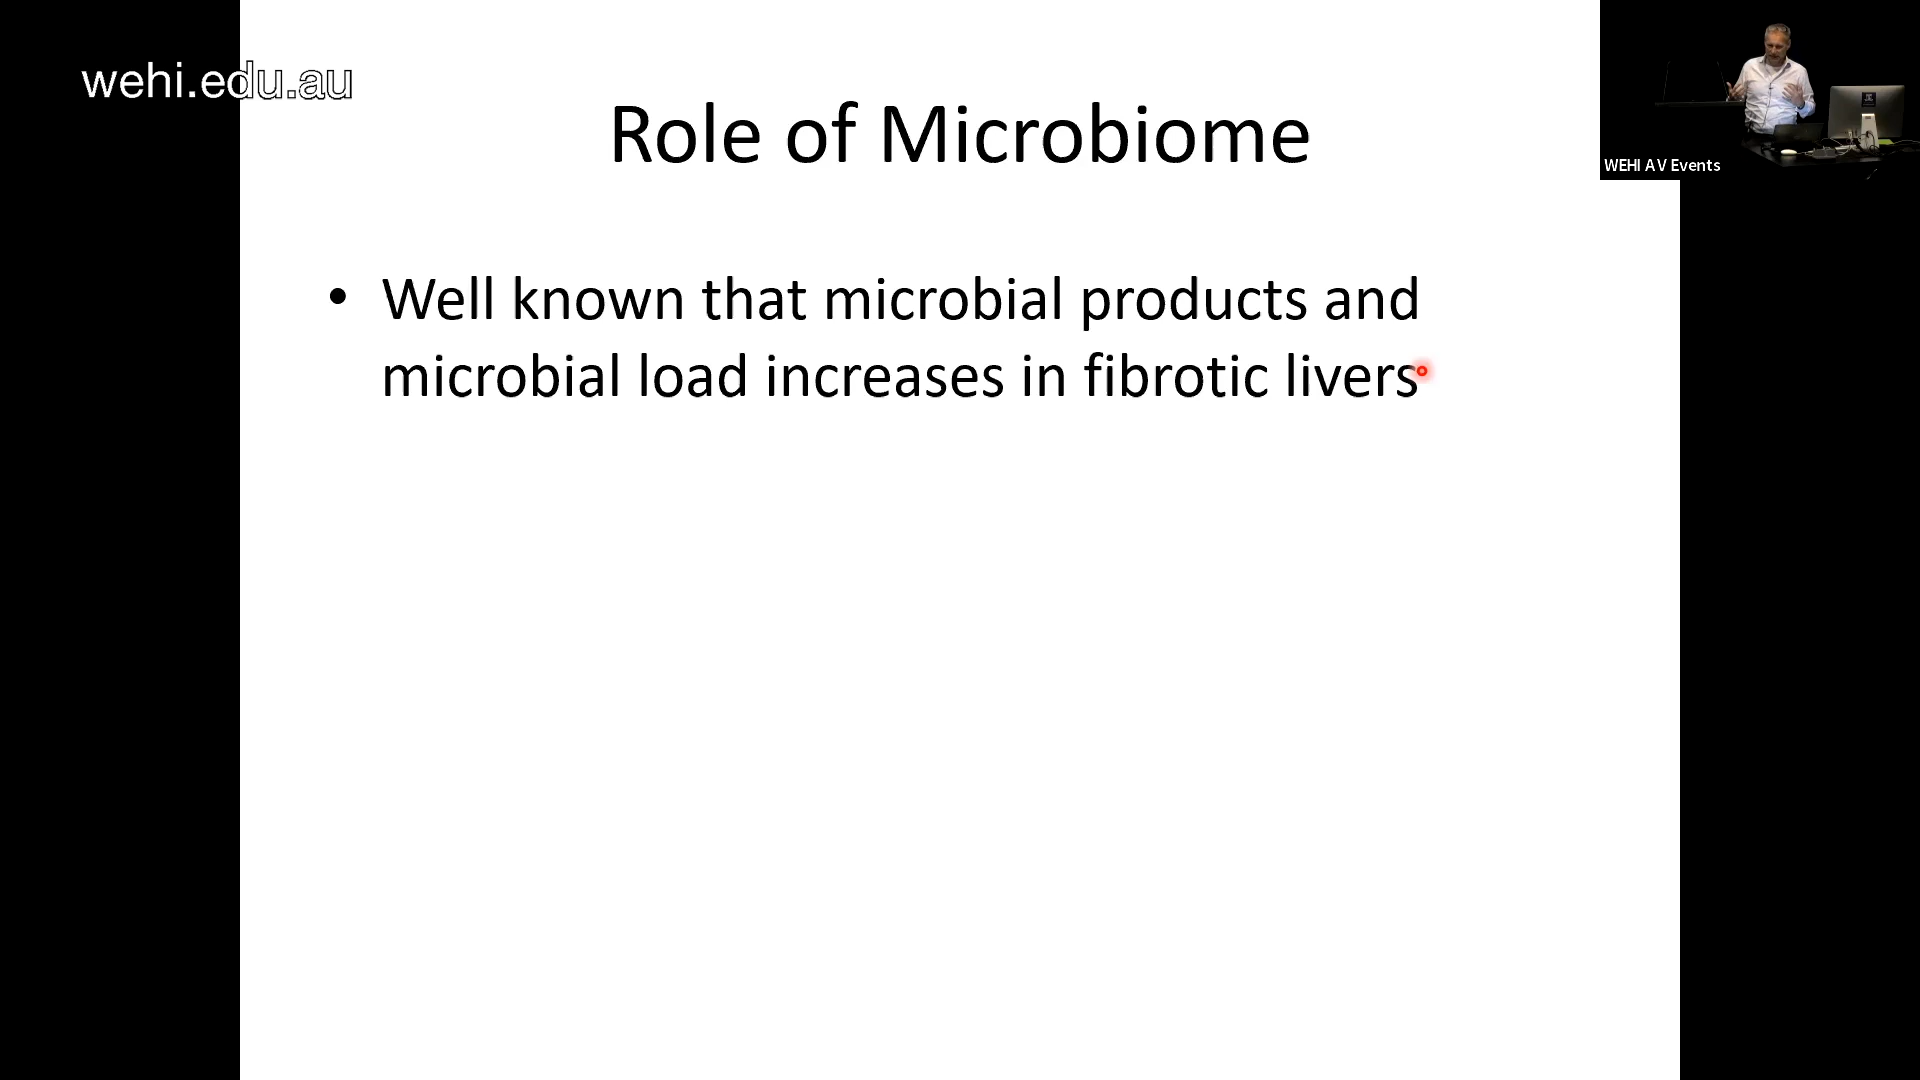 wehi.edu.au
Role of Microbiome
• Well known that microbial products and
microbial load increases in fibrotic livers
WEHI AV Events